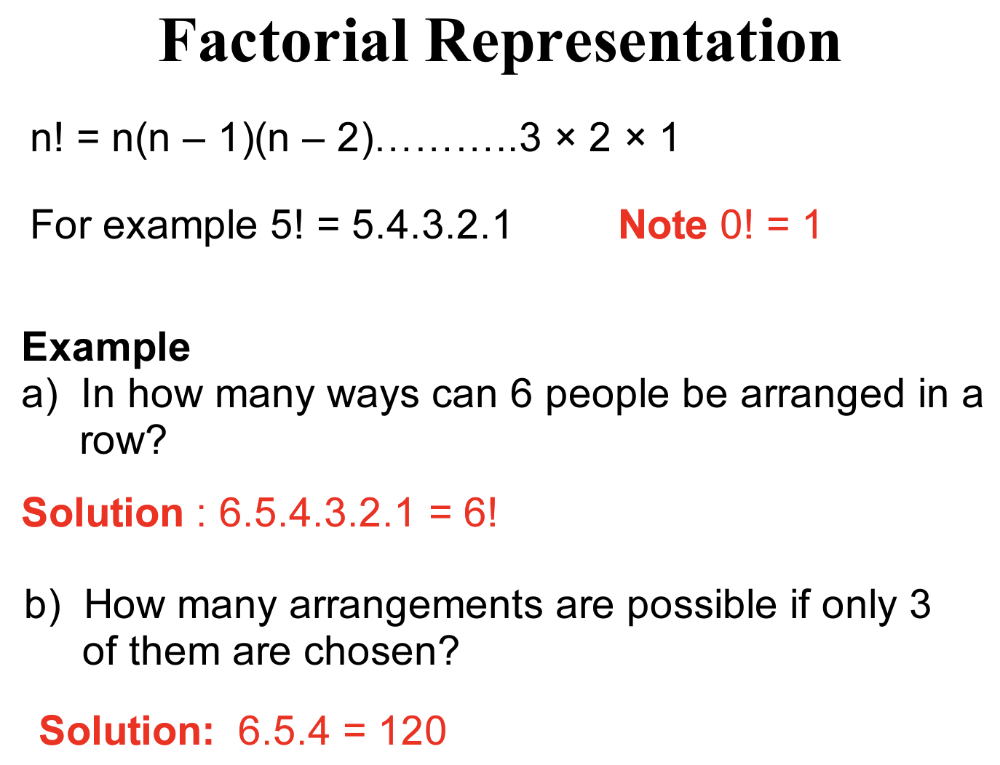 Factorial Representation
n! = n(n – 1)(n – 2)………..3 × 2 × 1
For example 5! = 5.4.3.2.1 Note 0! = 1
Example
a) In how many ways can 6 people be arranged in a
row?
Solution : 6.5.4.3.2.1 = 6!
b) How many arrangements are possible if only 3
of them are chosen?
Solution: 6.5.4 = 120